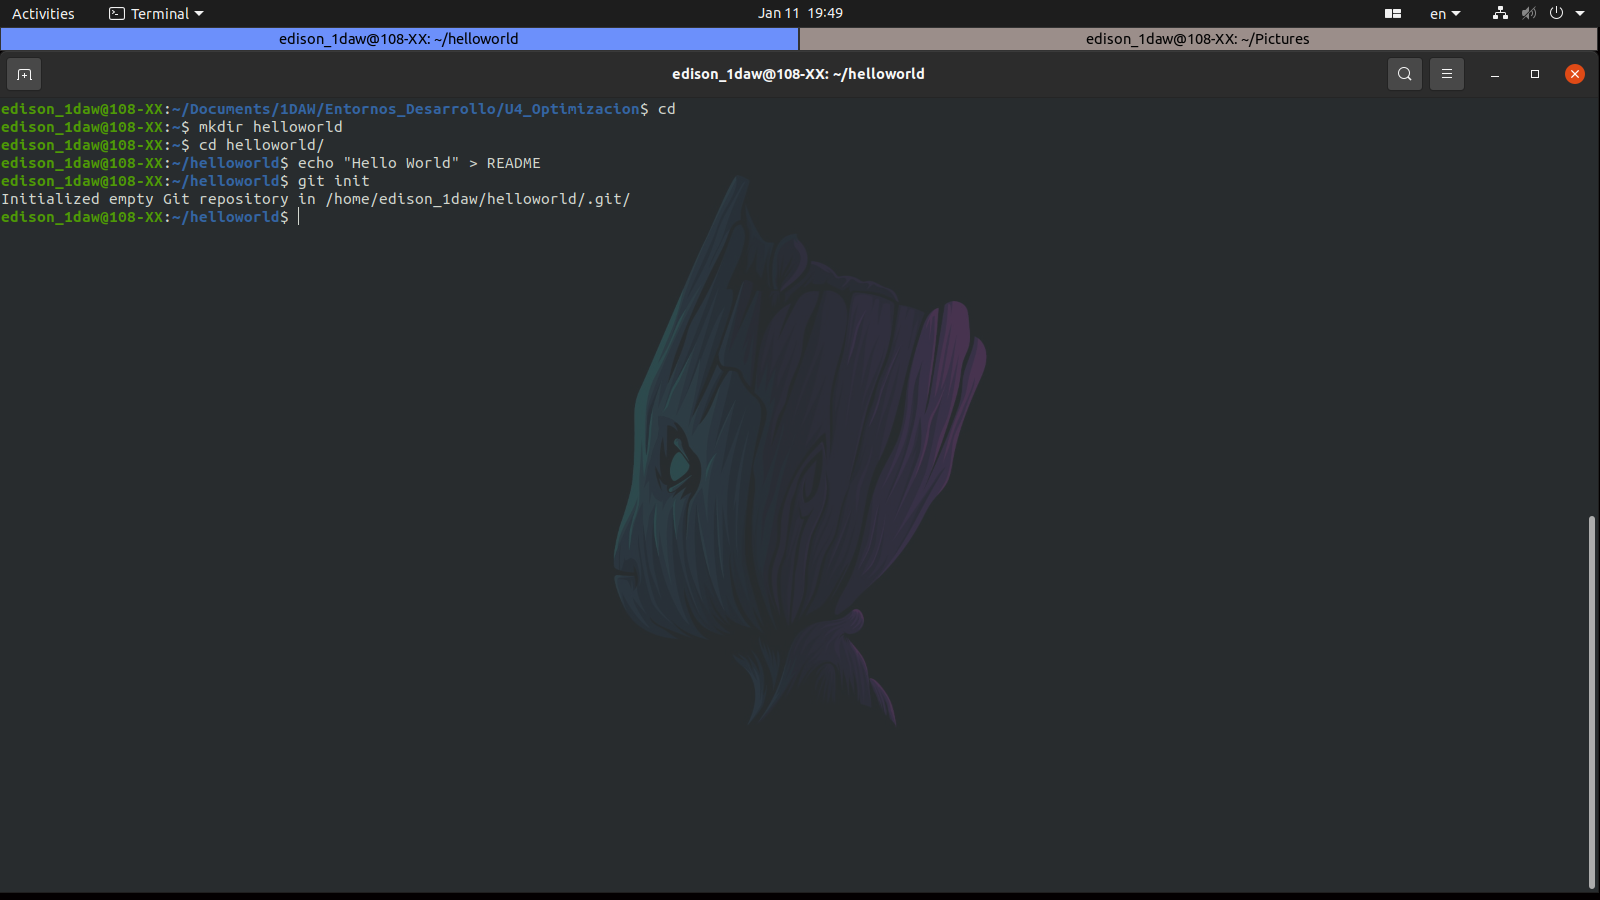 Activities Terminal Jan 11 19:49 en
edison_1daw@108-XX: ~/helloworld edison_1daw@108-XX: ~/Pictures
edison_1daw@108-XX: ~/helloworld
edison_1daw@108-XX:~/Documents/1DAW/Entornos_Desarrollo/U4_Optimizacion$ cd
edison_1daw@108-XX:~$ mkdir helloworld
edison_1daw@108-XX:~$ cd helloworld/
edison_1daw@108-XX:~/helloworld$ echo "Hello World" > README
edison_1daw@108-XX:~/helloworld$ git init
Initialized empty Git repository in /home/edison_1daw/helloworld/.git/
edison_1daw@108-XX:~/helloworld$